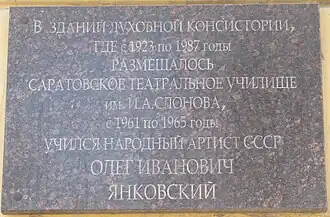 В ЗДАНИИ ДУХОВНОЙ КОНСИСТОРИИ,
ГДЕ с 1923 по 1987 годы
РАЗМЕЩАЛОСЬ
САРАТОВСКОЕ ТЕАТРАЛЬНОЕ УЧИЛИЩЕ
им. И.А.СЛОНОВА,
с 1961 по 1965 годы
УЧИЛСЯ НАРОДНЫЙ АРТИСТ СССР
ОЛЕГ ИВАНОВИЧ
ЯНКОВСКИЙ